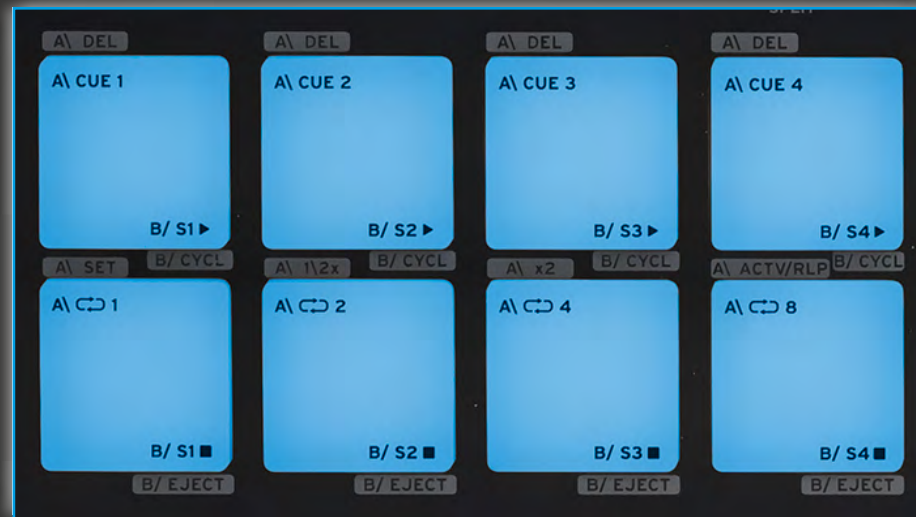 A\ DEL A\ DEL A\ DEL A\ DEL
A\ CUE 1 A\ CUE 2 A\ CUE 3 A\ CUE 4
B/ S1 ▶ B/ S2 ▶ B/ S3 ▶ B/ S4 ▶
B/ CYCL B/ CYCL B/ CYCL B/ CYCL
A\ SET A\ 1\2x A\ x2 A\ ACTV/RLP
A\ 1 A\ 2 A\ 4 A\ 8
B/ S1 ■ B/ S2 ■ B/ S3 ■ B/ S4 ■
B/ EJECT B/ EJECT B/ EJECT B/ EJECT